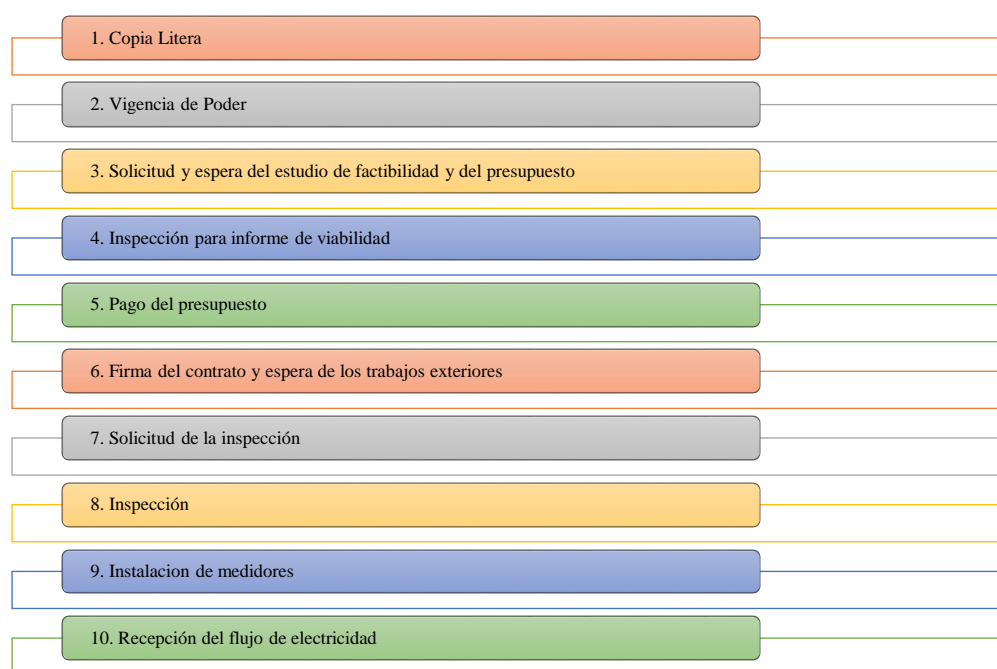 1. Copia Litera
2. Vigencia de Poder
3. Solicitud y espera del estudio de factibilidad y del presupuesto
4. Inspección para informe de viabilidad
5. Pago del presupuesto
6. Firma del contrato y espera de los trabajos exteriores
7. Solicitud de la inspección
8. Inspección
9. Instalacion de medidores
10. Recepción del flujo de electricidad